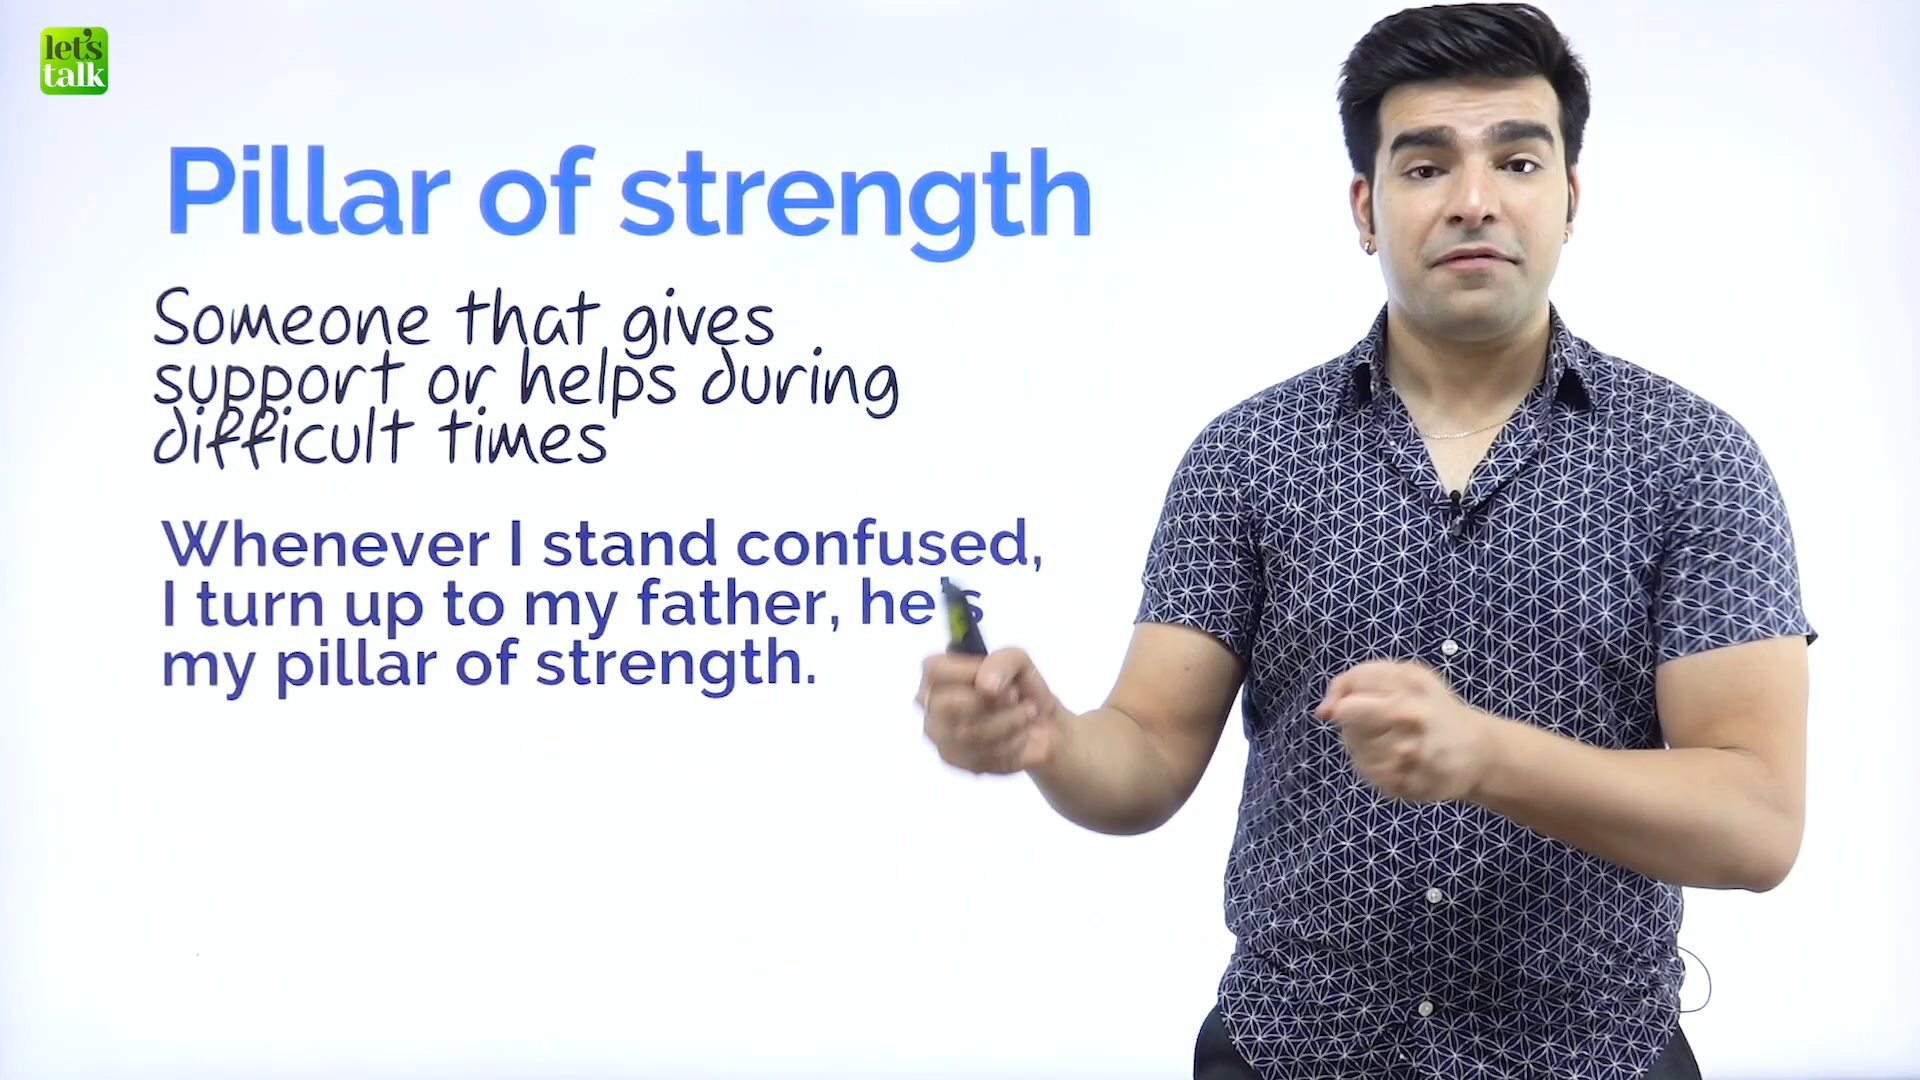 let's
talk
Pillar of strength
Someone that gives
support or helps during
difficult times
Whenever I stand confused,
I turn up to my father, he's
my pillar of strength.